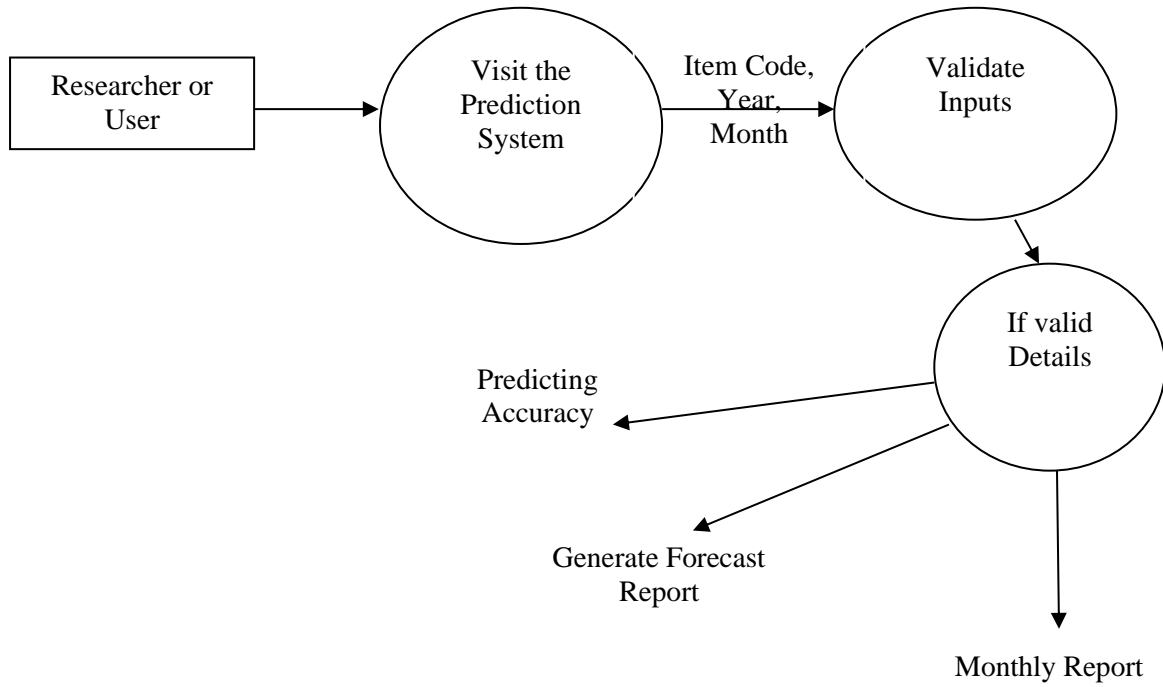 Researcher or
User
Visit the
Prediction
System
Item Code,
Year,
Month
Validate
Inputs
If valid
Details
Predicting
Accuracy
Generate Forecast
Report
Monthly Report